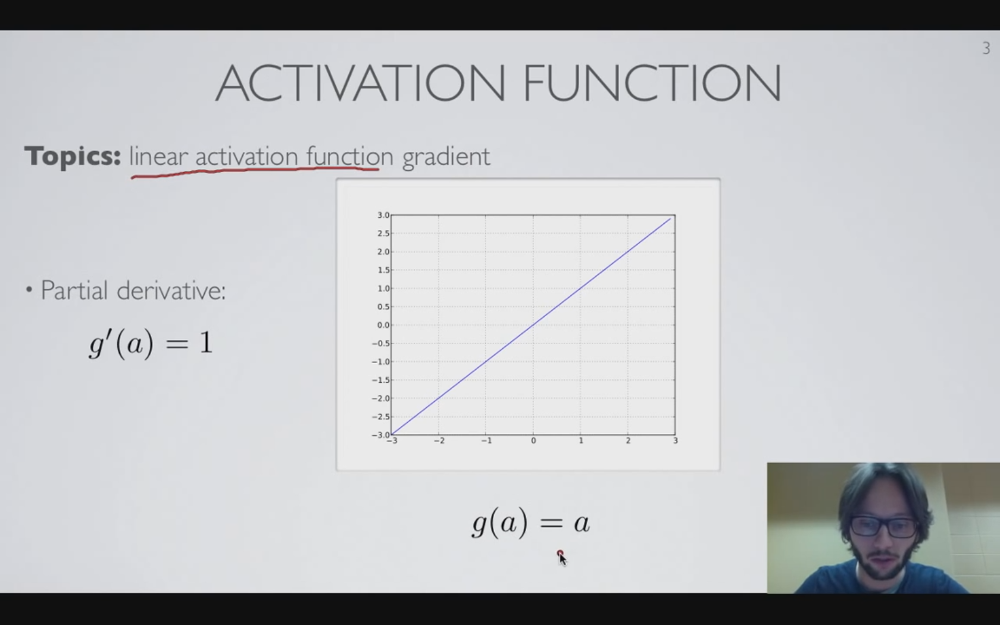 3
ACTIVATION FUNCTION
Topics: linear activation function gradient
• Partial derivative:
g′(a) = 1
3.0
2.5
2.0
1.5
1.0
0.5
0.0
−0.5
−1.0
−1.5
−2.0
−2.5
−3.0
−3 −2 −1 0 1 2 3
g(a) = a